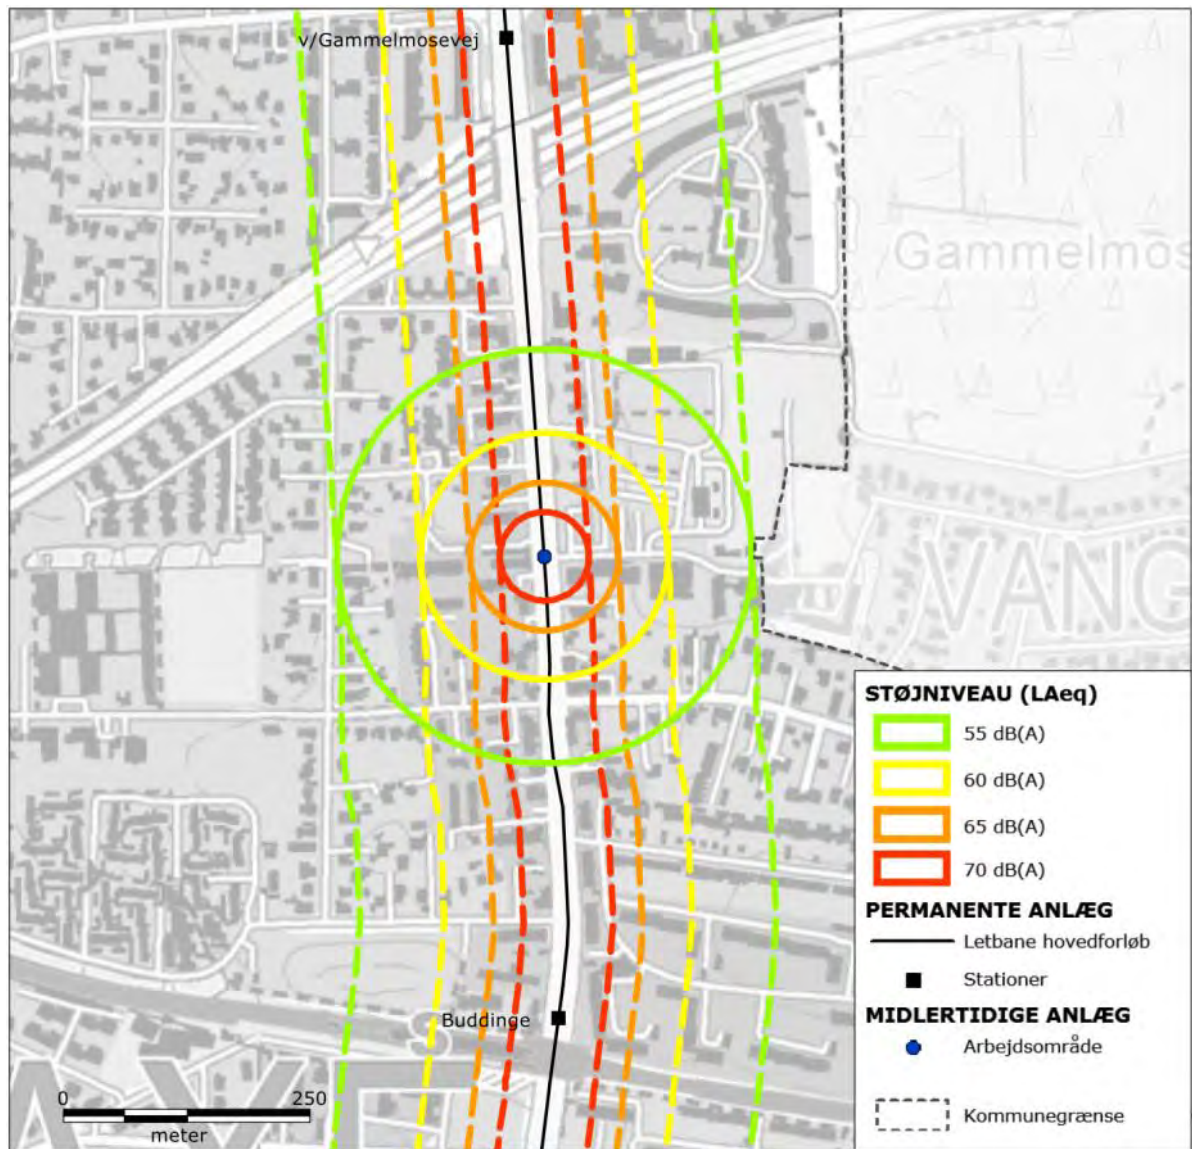 v/Gammelmosevej
Gammelmos
VANG
STØJNIVEAU (LAeq)
55 dB(A)
60 dB(A)
65 dB(A)
70 dB(A)
PERMANENTE ANLÆG
Letbane hovedforløb
Stationer
MIDLERTIDIGE ANLÆG
Arbejdsområde
Kommunegrænse
Buddinge
S
0
250
meter